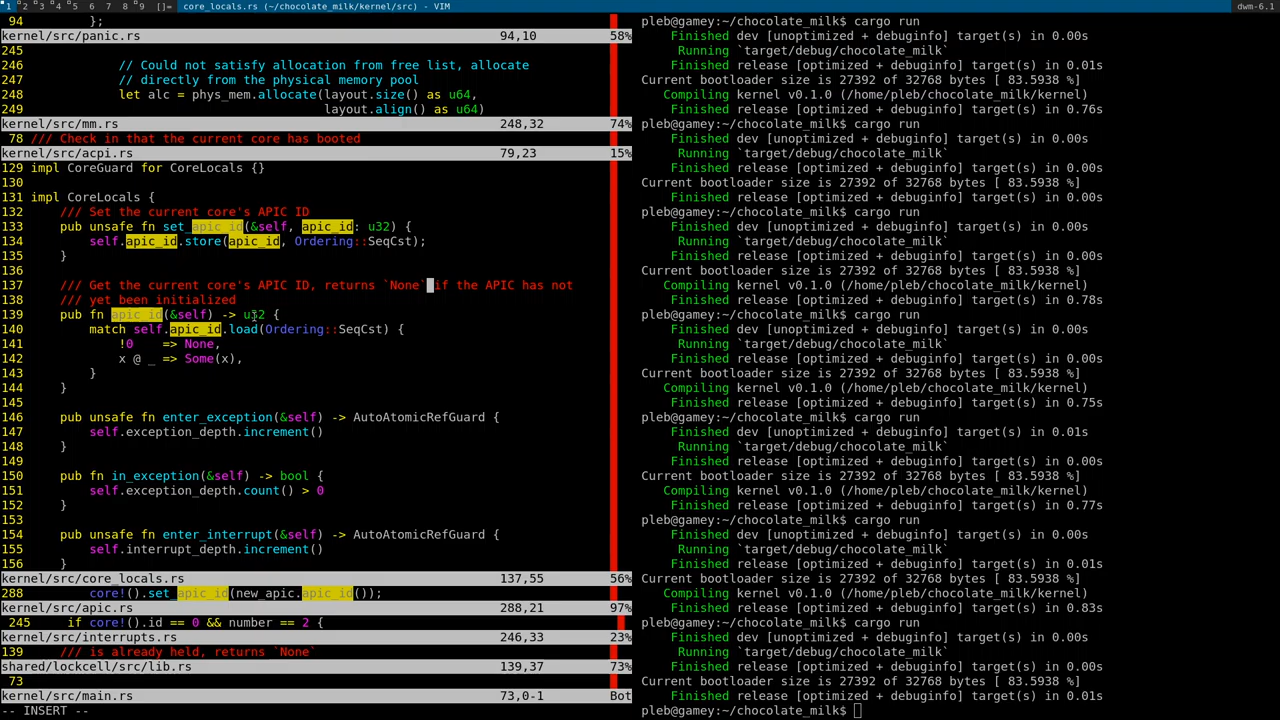 1 2 3 4 5 6 7 8 9 []= core_locals.rs (~/chocolate_milk/kernel/src) - VIM dwm-6.1
94 };
kernel/src/panic.rs 94,10 58%
245
246 // Could not satisfy allocation from free list, allocate
247 // directly from the physical memory pool
248 let alc = phys_mem.allocate(layout.size() as u64,
249 layout.align() as u64)
kernel/src/mm.rs 248,32 74%
78 /// Check in that the current core has booted
kernel/src/acpi.rs 79,23 15%
129 impl CoreGuard for CoreLocals {}
130
131 impl CoreLocals {
132 /// Set the current core's APIC ID
133 pub unsafe fn set_apic_id(&self, apic_id: u32) {
134 self.apic_id.store(apic_id, Ordering::SeqCst);
135 }
136
137 /// Get the current core's APIC ID, returns `None` if the APIC has not
138 /// yet been initialized
139 pub fn apic_id(&self) -> u32 {
140 match self.apic_id.load(Ordering::SeqCst) {
141 !0 => None,
142 x @ _ => Some(x),
143 }
144 }
145
146 pub unsafe fn enter_exception(&self) -> AutoAtomicRefGuard {
147 self.exception_depth.increment()
148 }
149
150 pub fn in_exception(&self) -> bool {
151 self.exception_depth.count() > 0
152 }
153
154 pub unsafe fn enter_interrupt(&self) -> AutoAtomicRefGuard {
155 self.interrupt_depth.increment()
156 }
kernel/src/core_locals.rs 137,55 56%
288 core!().set_apic_id(new_apic.apic_id());
kernel/src/apic.rs 288,21 97%
245 if core!().id == 0 && number == 2 {
kernel/src/interrupts.rs 246,33 23%
139 /// is already held, returns `None`
shared/lockcell/src/lib.rs 139,37 73%
73
kernel/src/main.rs 73,0-1 Bot
-- INSERT --
pleb@gamey:~/chocolate_milk$ cargo run
Finished dev [unoptimized + debuginfo] target(s) in 0.00s
Running `target/debug/chocolate_milk`
Finished release [optimized + debuginfo] target(s) in 0.01s
Current bootloader size is 27392 of 32768 bytes [ 83.5938 %]
Compiling kernel v0.1.0 (/home/pleb/chocolate_milk/kernel)
Finished release [optimized + debuginfo] target(s) in 0.76s
pleb@gamey:~/chocolate_milk$ cargo run
Finished dev [unoptimized + debuginfo] target(s) in 0.00s
Running `target/debug/chocolate_milk`
Finished release [optimized + debuginfo] target(s) in 0.00s
Current bootloader size is 27392 of 32768 bytes [ 83.5938 %]
Finished release [optimized + debuginfo] target(s) in 0.00s
pleb@gamey:~/chocolate_milk$ cargo run
Finished dev [unoptimized + debuginfo] target(s) in 0.00s
Running `target/debug/chocolate_milk`
Finished release [optimized + debuginfo] target(s) in 0.00s
Current bootloader size is 27392 of 32768 bytes [ 83.5938 %]
Compiling kernel v0.1.0 (/home/pleb/chocolate_milk/kernel)
Finished release [optimized + debuginfo] target(s) in 0.78s
pleb@gamey:~/chocolate_milk$ cargo run
Finished dev [unoptimized + debuginfo] target(s) in 0.00s
Running `target/debug/chocolate_milk`
Finished release [optimized + debuginfo] target(s) in 0.00s
Current bootloader size is 27392 of 32768 bytes [ 83.5938 %]
Compiling kernel v0.1.0 (/home/pleb/chocolate_milk/kernel)
Finished release [optimized + debuginfo] target(s) in 0.75s
pleb@gamey:~/chocolate_milk$ cargo run
Finished dev [unoptimized + debuginfo] target(s) in 0.01s
Running `target/debug/chocolate_milk`
Finished release [optimized + debuginfo] target(s) in 0.00s
Current bootloader size is 27392 of 32768 bytes [ 83.5938 %]
Compiling kernel v0.1.0 (/home/pleb/chocolate_milk/kernel)
Finished release [optimized + debuginfo] target(s) in 0.77s
pleb@gamey:~/chocolate_milk$ cargo run
Finished dev [unoptimized + debuginfo] target(s) in 0.00s
Running `target/debug/chocolate_milk`
Finished release [optimized + debuginfo] target(s) in 0.01s
Current bootloader size is 27392 of 32768 bytes [ 83.5938 %]
Compiling kernel v0.1.0 (/home/pleb/chocolate_milk/kernel)
Finished release [optimized + debuginfo] target(s) in 0.83s
pleb@gamey:~/chocolate_milk$ cargo run
Finished dev [unoptimized + debuginfo] target(s) in 0.00s
Running `target/debug/chocolate_milk`
Finished release [optimized + debuginfo] target(s) in 0.00s
Current bootloader size is 27392 of 32768 bytes [ 83.5938 %]
Finished release [optimized + debuginfo] target(s) in 0.01s
pleb@gamey:~/chocolate_milk$